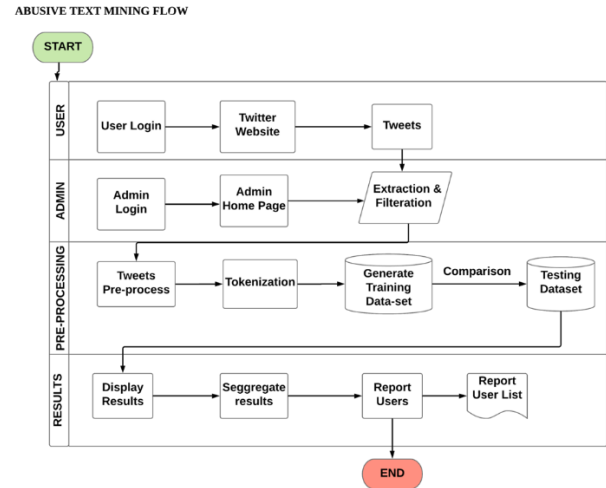 ABUSIVE TEXT MINING FLOW
START
USER
User Login
Twitter
Website
Tweets
ADMIN
Admin
Login
Admin
Home Page
Extraction &
Filteration
PRE-PROCESSING
Tweets
Pre-process
Tokenization
Generate
Training
Data-set
Comparison
Testing
Dataset
RESULTS
Display
Results
Seggregate
results
Report
Users
Report
User List
END